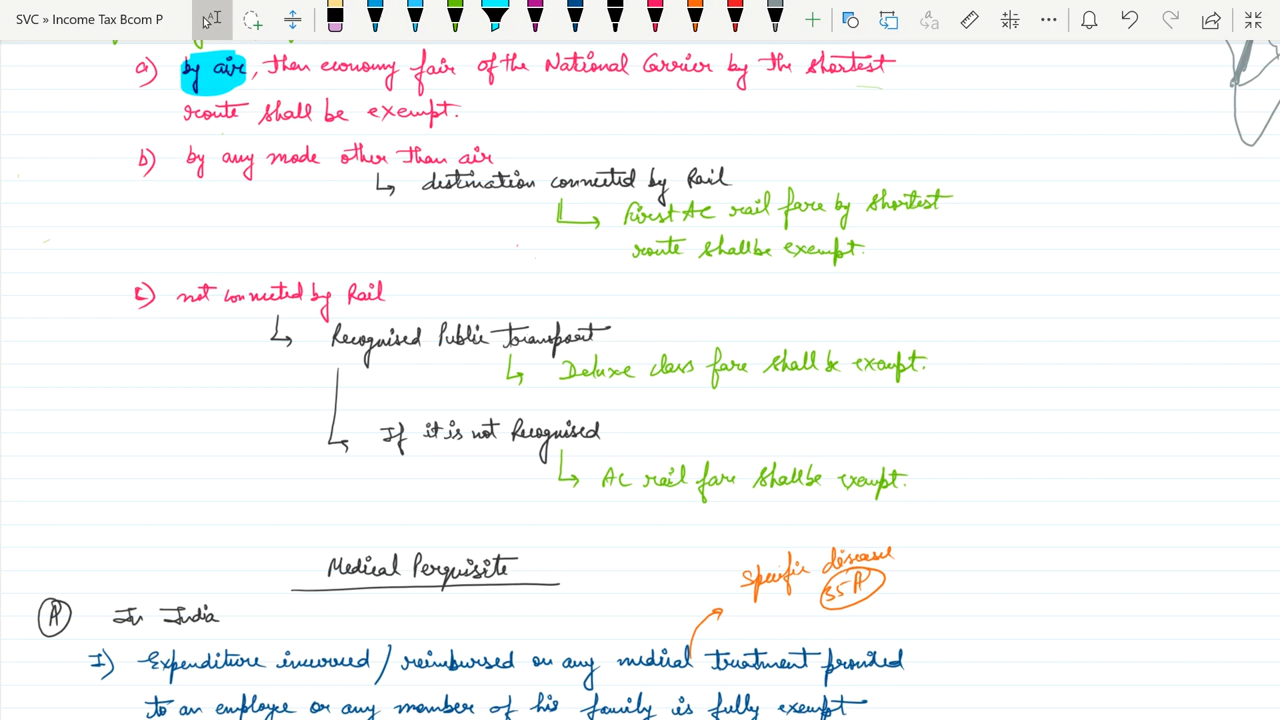 SVC » Income Tax Bcom P
a) by air, then economy fair of the National Carrier by the shortest
route shall be exempt.
b) by any mode other than air
↳ destination connected by Rail
↳ First AC rail fare by shortest
route shall be exempt.
c) not connected by Rail
↳ Recognised Public Transport
↳ Deluxe class fare shall be exempt.
↳ If it is not Recognised
↳ AC rail fare shall be exempt.
Medical Perquisite
Specific disease
A In India
I) Expenditure incurred / reimbursed on any medical treatment provided
to an employee or any member of his family is fully exempt